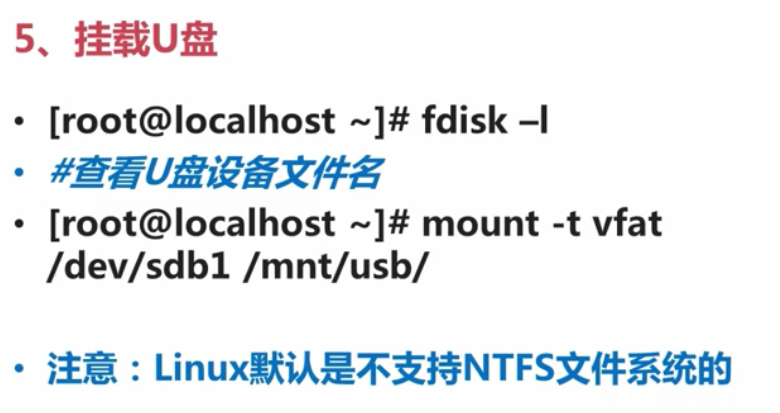 5、挂载U盘
• [root@localhost ~]# fdisk –l
• #查看U盘设备文件名
• [root@localhost ~]# mount -t vfat
/dev/sdb1 /mnt/usb/
• 注意：Linux默认是不支持NTFS文件系统的